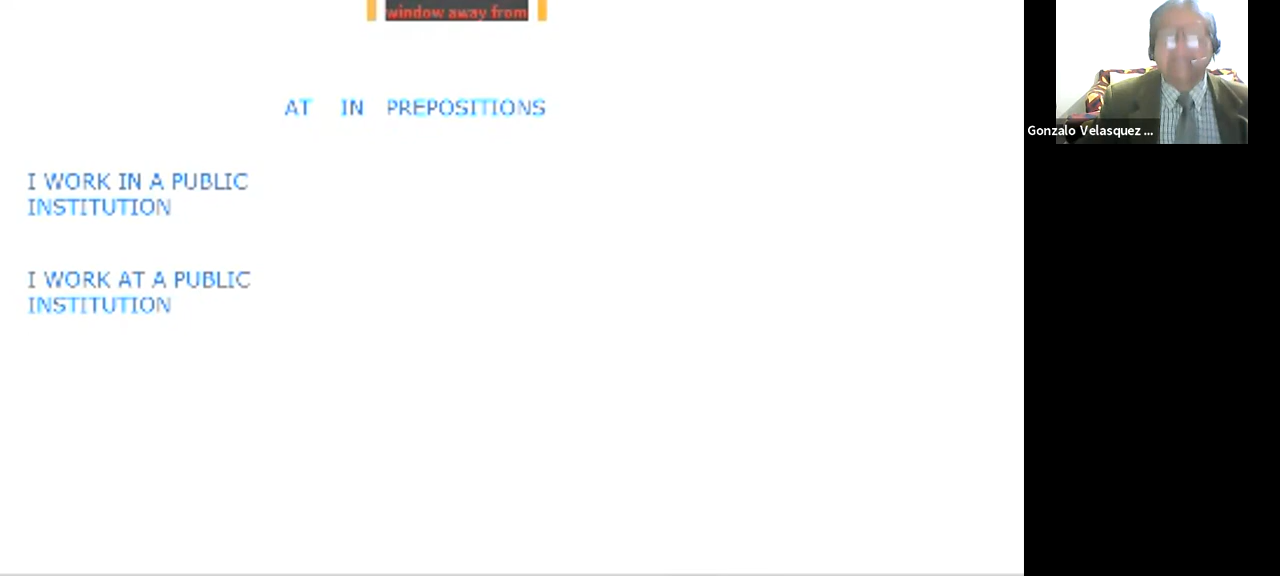 window away from
AT IN PREPOSITIONS
I WORK IN A PUBLIC
INSTITUTION
I WORK AT A PUBLIC
INSTITUTION
Gonzalo Velasquez ...